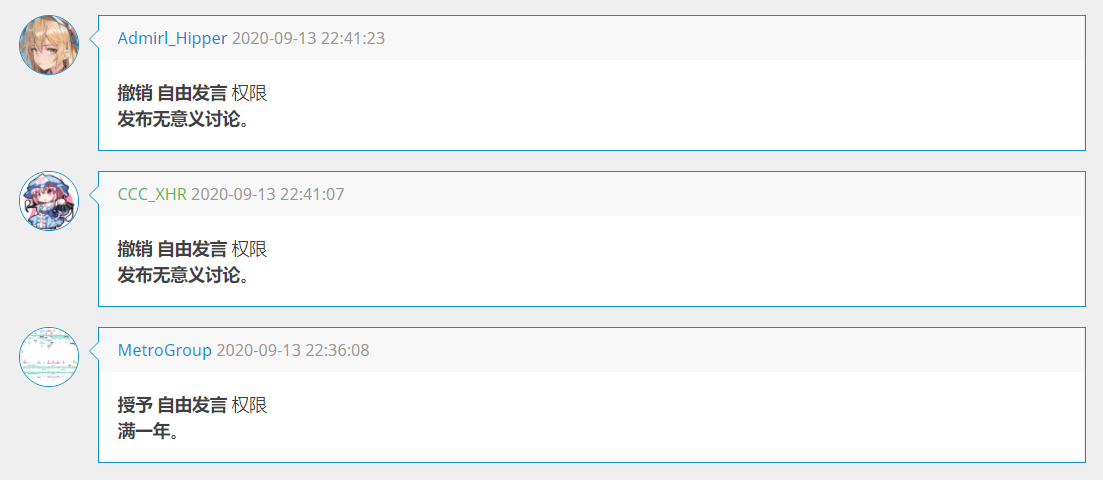 Admirl_Hipper 2020-09-13 22:41:23
撤销 自由发言 权限
发布无意义讨论。
CCC_XHR 2020-09-13 22:41:07
撤销 自由发言 权限
发布无意义讨论。
MetroGroup 2020-09-13 22:36:08
授予 自由发言 权限
满一年。